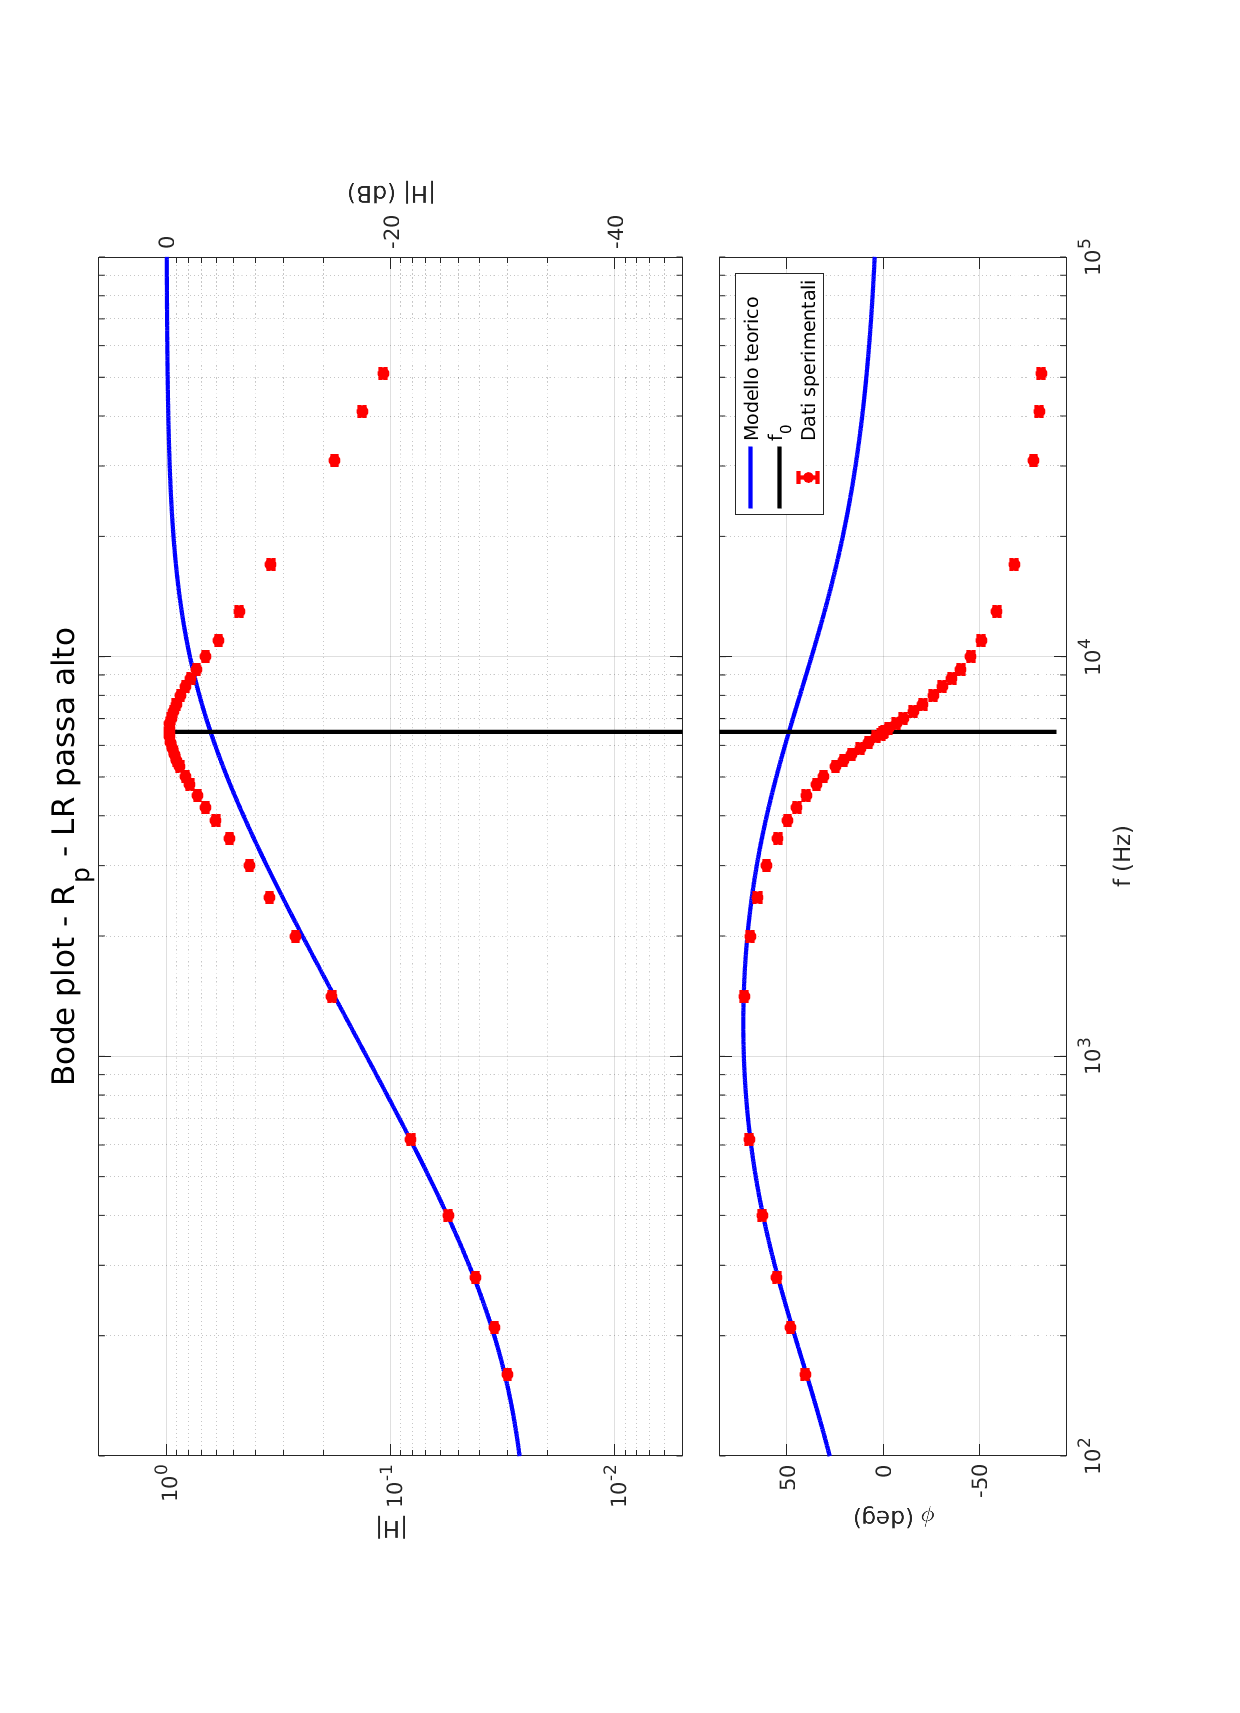 Bode plot - R_p - LR passa alto
|H|
10^0
10^-1
10^-2
|H| (dB)
0
-20
-40
ϕ (deg)
50
0
-50
Modello teorico
f_0
Dati sperimentali
10^2
10^3
10^4
10^5
f (Hz)